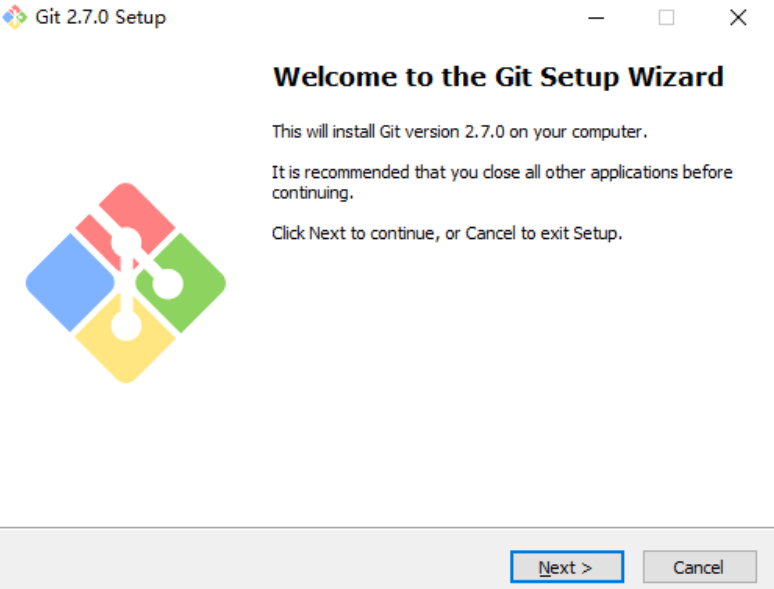 Git 2.7.0 Setup
Welcome to the Git Setup Wizard
This will install Git version 2.7.0 on your computer.
It is recommended that you close all other applications before
continuing.
Click Next to continue, or Cancel to exit Setup.
Next >
Cancel